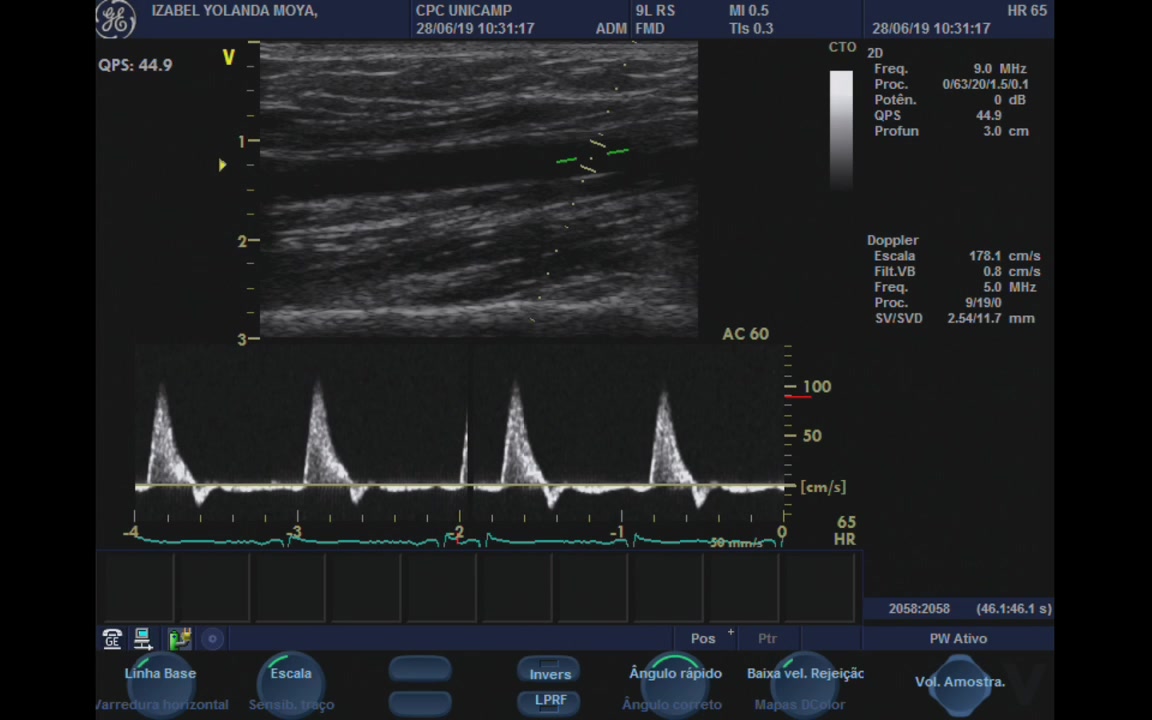 IZABEL YOLANDA MOYA,
CPC UNICAMP
28/06/19 10:31:17
ADM
9L RS
FMD
MI 0.5
TIs 0.3
HR 65
28/06/19 10:31:17
QPS: 44.9
V
CTO
2D
Freq. 9.0 MHz
Proc. 0/63/20/1.5/0.1
Potên. 0 dB
QPS 44.9
Profun 3.0 cm
1
2
3
Doppler
Escala 178.1 cm/s
Filt.VB 0.8 cm/s
Freq. 5.0 MHz
Proc. 9/19/0
SV/SVD 2.54/11.7 mm
AC 60
100
50
[cm/s]
-4 -3 -2 -1 0
65
HR
50 mm/s
2058:2058 (46.1:46.1 s)
GE
Pos +
Ptr
PW Ativo
Linha Base
Escala
Invers
Ângulo rápido
Baixa vel. Rejeição
Vol. Amostra.
V
Varredura horizontal
Sensib. traço
LPRF
Ângulo correto
Mapas DColor